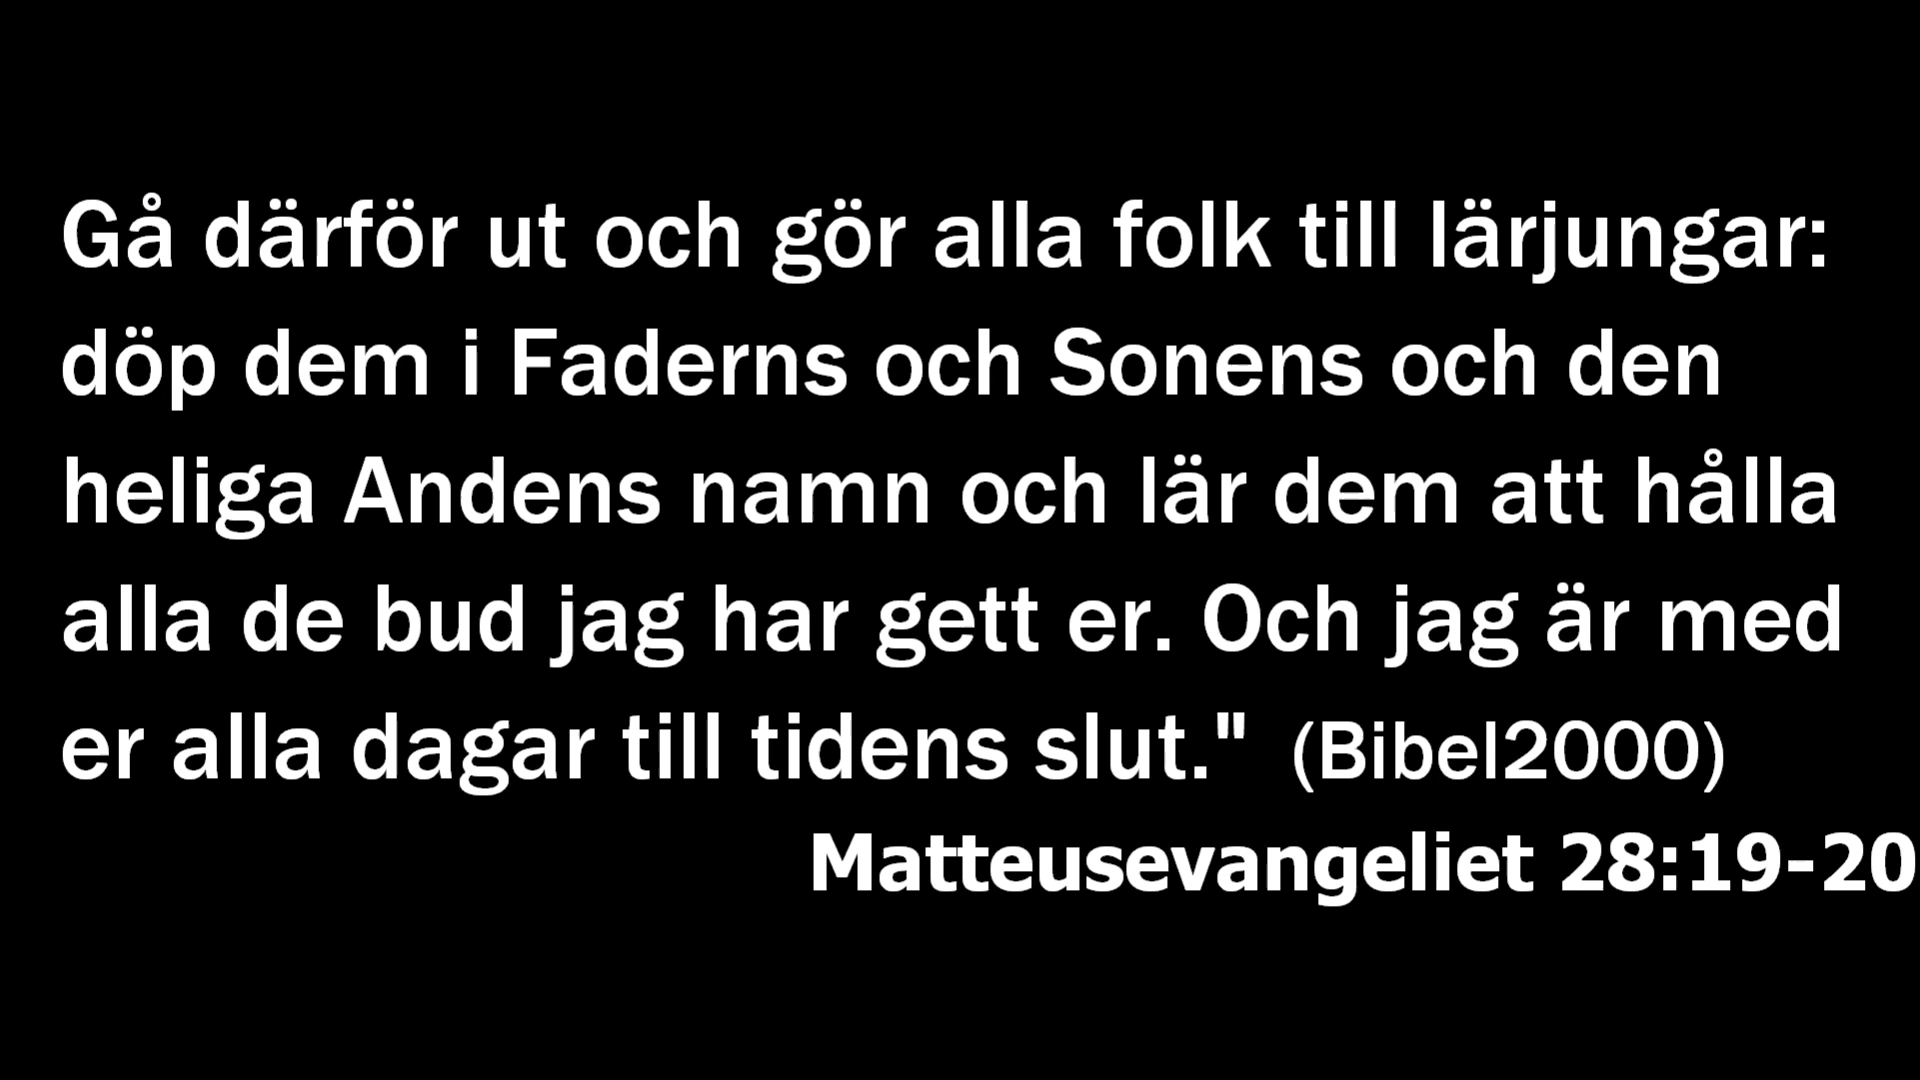 Gå därför ut och gör alla folk till lärjungar:
döp dem i Faderns och Sonens och den
heliga Andens namn och lär dem att hålla
alla de bud jag har gett er. Och jag är med
er alla dagar till tidens slut." (Bibel2000)
Matteusevangeliet 28:19-20